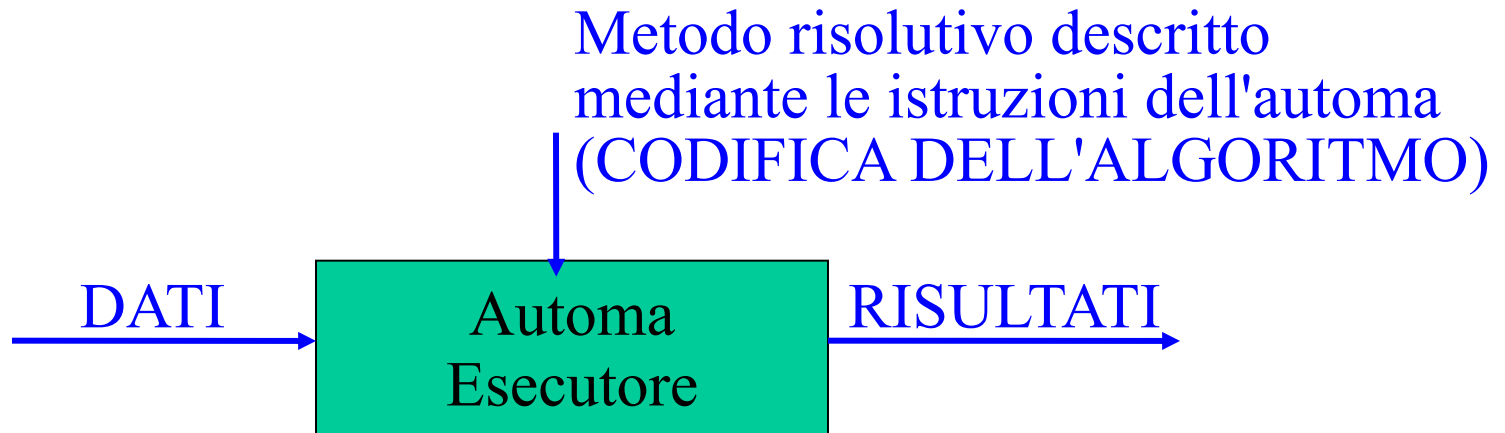 Metodo risolutivo descritto
mediante le istruzioni dell'automa
(CODIFICA DELL'ALGORITMO)
DATI
Automa
Esecutore
RISULTATI